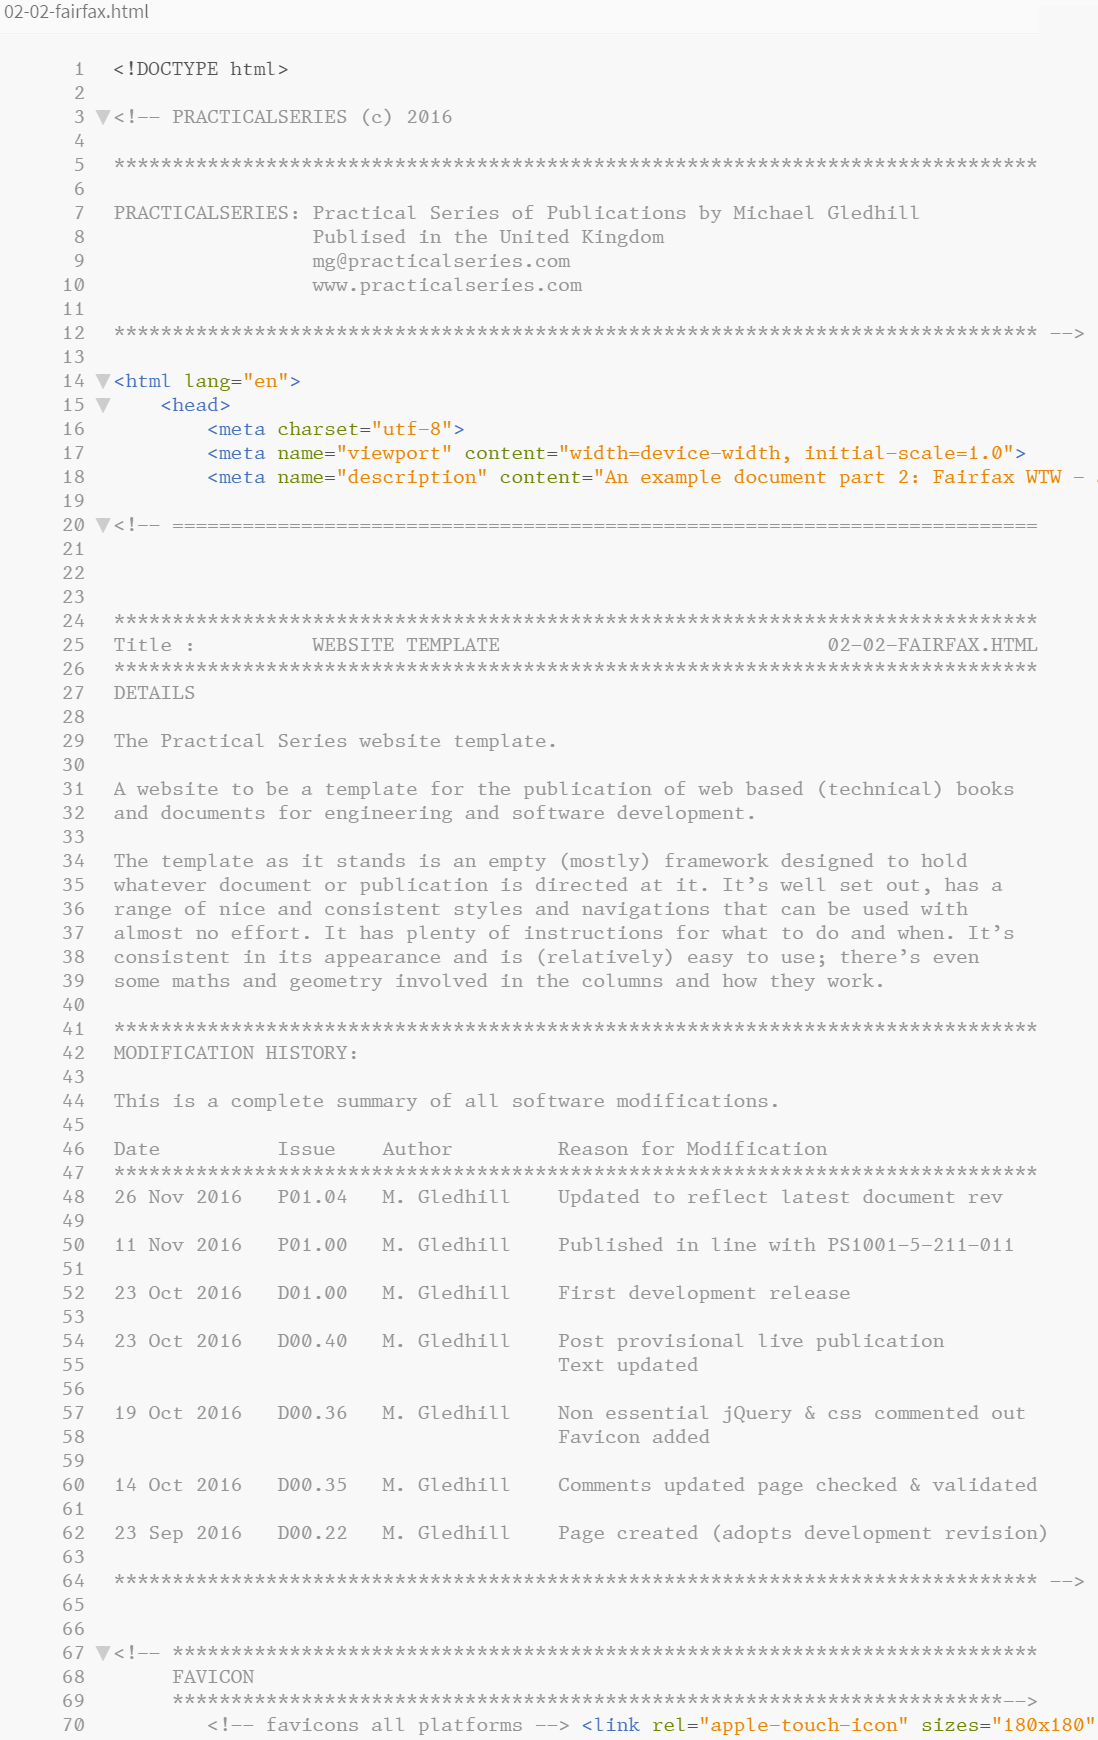 02-02-fairfax.html
1 <!DOCTYPE html>
2
3 ▼<!-- PRACTICALSERIES (c) 2016
4
5 *******************************************************************************
6
7 PRACTICALSERIES: Practical Series of Publications by Michael Gledhill
8 Publised in the United Kingdom
9 mg@practicalseries.com
10 www.practicalseries.com
11
12 ******************************************************************************* -->
13
14 ▼<html lang="en">
15 ▼ <head>
16 <meta charset="utf-8">
17 <meta name="viewport" content="width=device-width, initial-scale=1.0">
18 <meta name="description" content="An example document part 2: Fairfax WTW -
19
20 ▼<!-- ==========================================================================
21
22
23
24 *******************************************************************************
25 Title : WEBSITE TEMPLATE 02-02-FAIRFAX.HTML
26 *******************************************************************************
27 DETAILS
28
29 The Practical Series website template.
30
31 A website to be a template for the publication of web based (technical) books
32 and documents for engineering and software development.
33
34 The template as it stands is an empty (mostly) framework designed to hold
35 whatever document or publication is directed at it. It’s well set out, has a
36 range of nice and consistent styles and navigations that can be used with
37 almost no effort. It has plenty of instructions for what to do and when. It’s
38 consistent in its appearance and is (relatively) easy to use; there’s even
39 some maths and geometry involved in the columns and how they work.
40
41 *******************************************************************************
42 MODIFICATION HISTORY:
43
44 This is a complete summary of all software modifications.
45
46 Date Issue Author Reason for Modification
47 *******************************************************************************
48 26 Nov 2016 P01.04 M. Gledhill Updated to reflect latest document rev
49
50 11 Nov 2016 P01.00 M. Gledhill Published in line with PS1001-5-211-011
51
52 23 Oct 2016 D01.00 M. Gledhill First development release
53
54 23 Oct 2016 D00.40 M. Gledhill Post provisional live publication
55 Text updated
56
57 19 Oct 2016 D00.36 M. Gledhill Non essential jQuery & css commented out
58 Favicon added
59
60 14 Oct 2016 D00.35 M. Gledhill Comments updated page checked & validated
61
62 23 Sep 2016 D00.22 M. Gledhill Page created (adopts development revision)
63
64 ******************************************************************************* -->
65
66
67 ▼<!-- **************************************************************************
68 FAVICON
69 ***********************************************************************-->
70 <!-- favicons all platforms --> <link rel="apple-touch-icon" sizes="180x180"